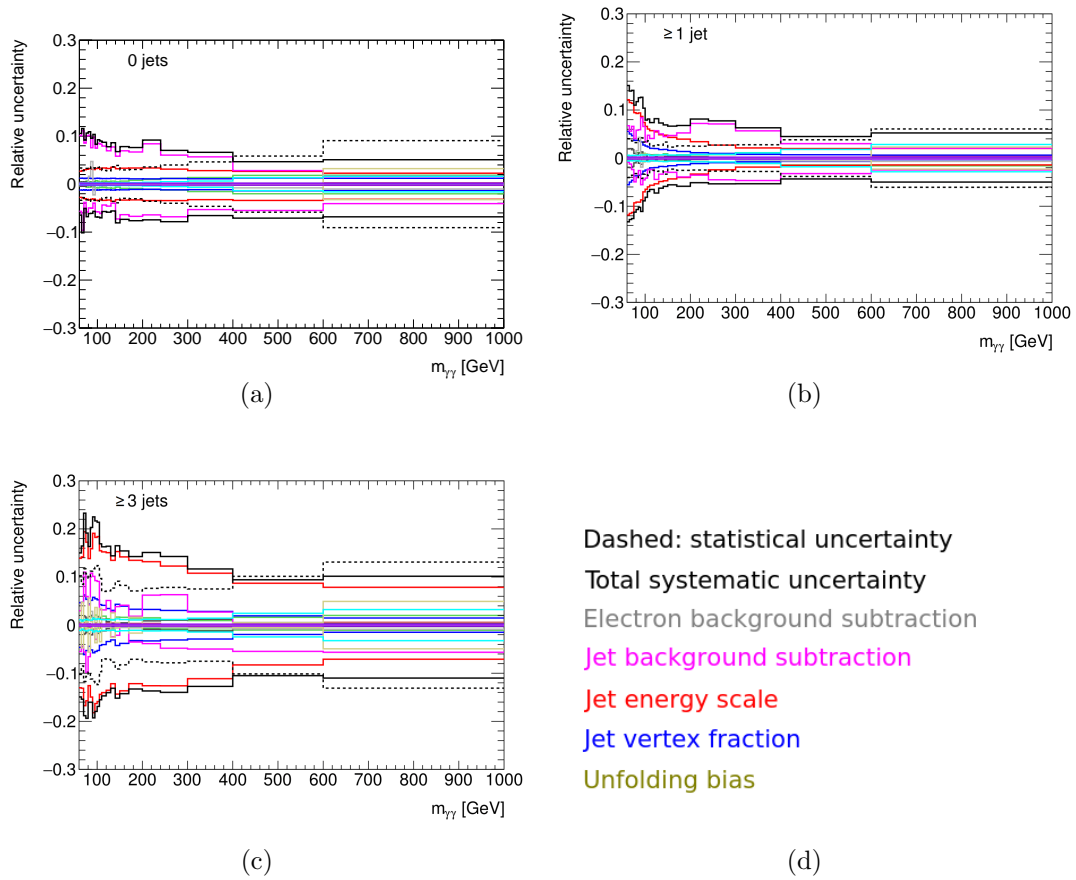 0 jets
Relative uncertainty
0.3
0.2
0.1
0
−0.1
−0.2
−0.3
100 200 300 400 500 600 700 800 900 1000
mγγ [GeV]
(a)
≥ 1 jet
Relative uncertainty
0.3
0.2
0.1
0
−0.1
−0.2
−0.3
100 200 300 400 500 600 700 800 900 1000
mγγ [GeV]
(b)
≥ 3 jets
Relative uncertainty
0.3
0.2
0.1
0
−0.1
−0.2
−0.3
100 200 300 400 500 600 700 800 900 1000
mγγ [GeV]
(c)
Dashed: statistical uncertainty
Total systematic uncertainty
Electron background subtraction
Jet background subtraction
Jet energy scale
Jet vertex fraction
Unfolding bias
(d)